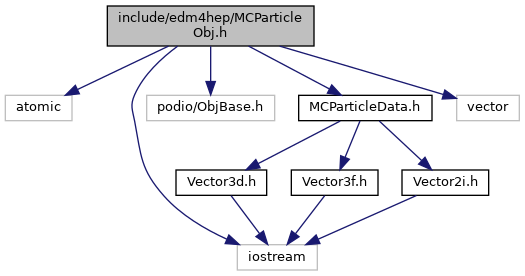 include/edm4hep/MCParticle
Obj.h
atomic
podio/ObjBase.h
MCParticleData.h
vector
Vector3d.h
Vector3f.h
Vector2i.h
iostream